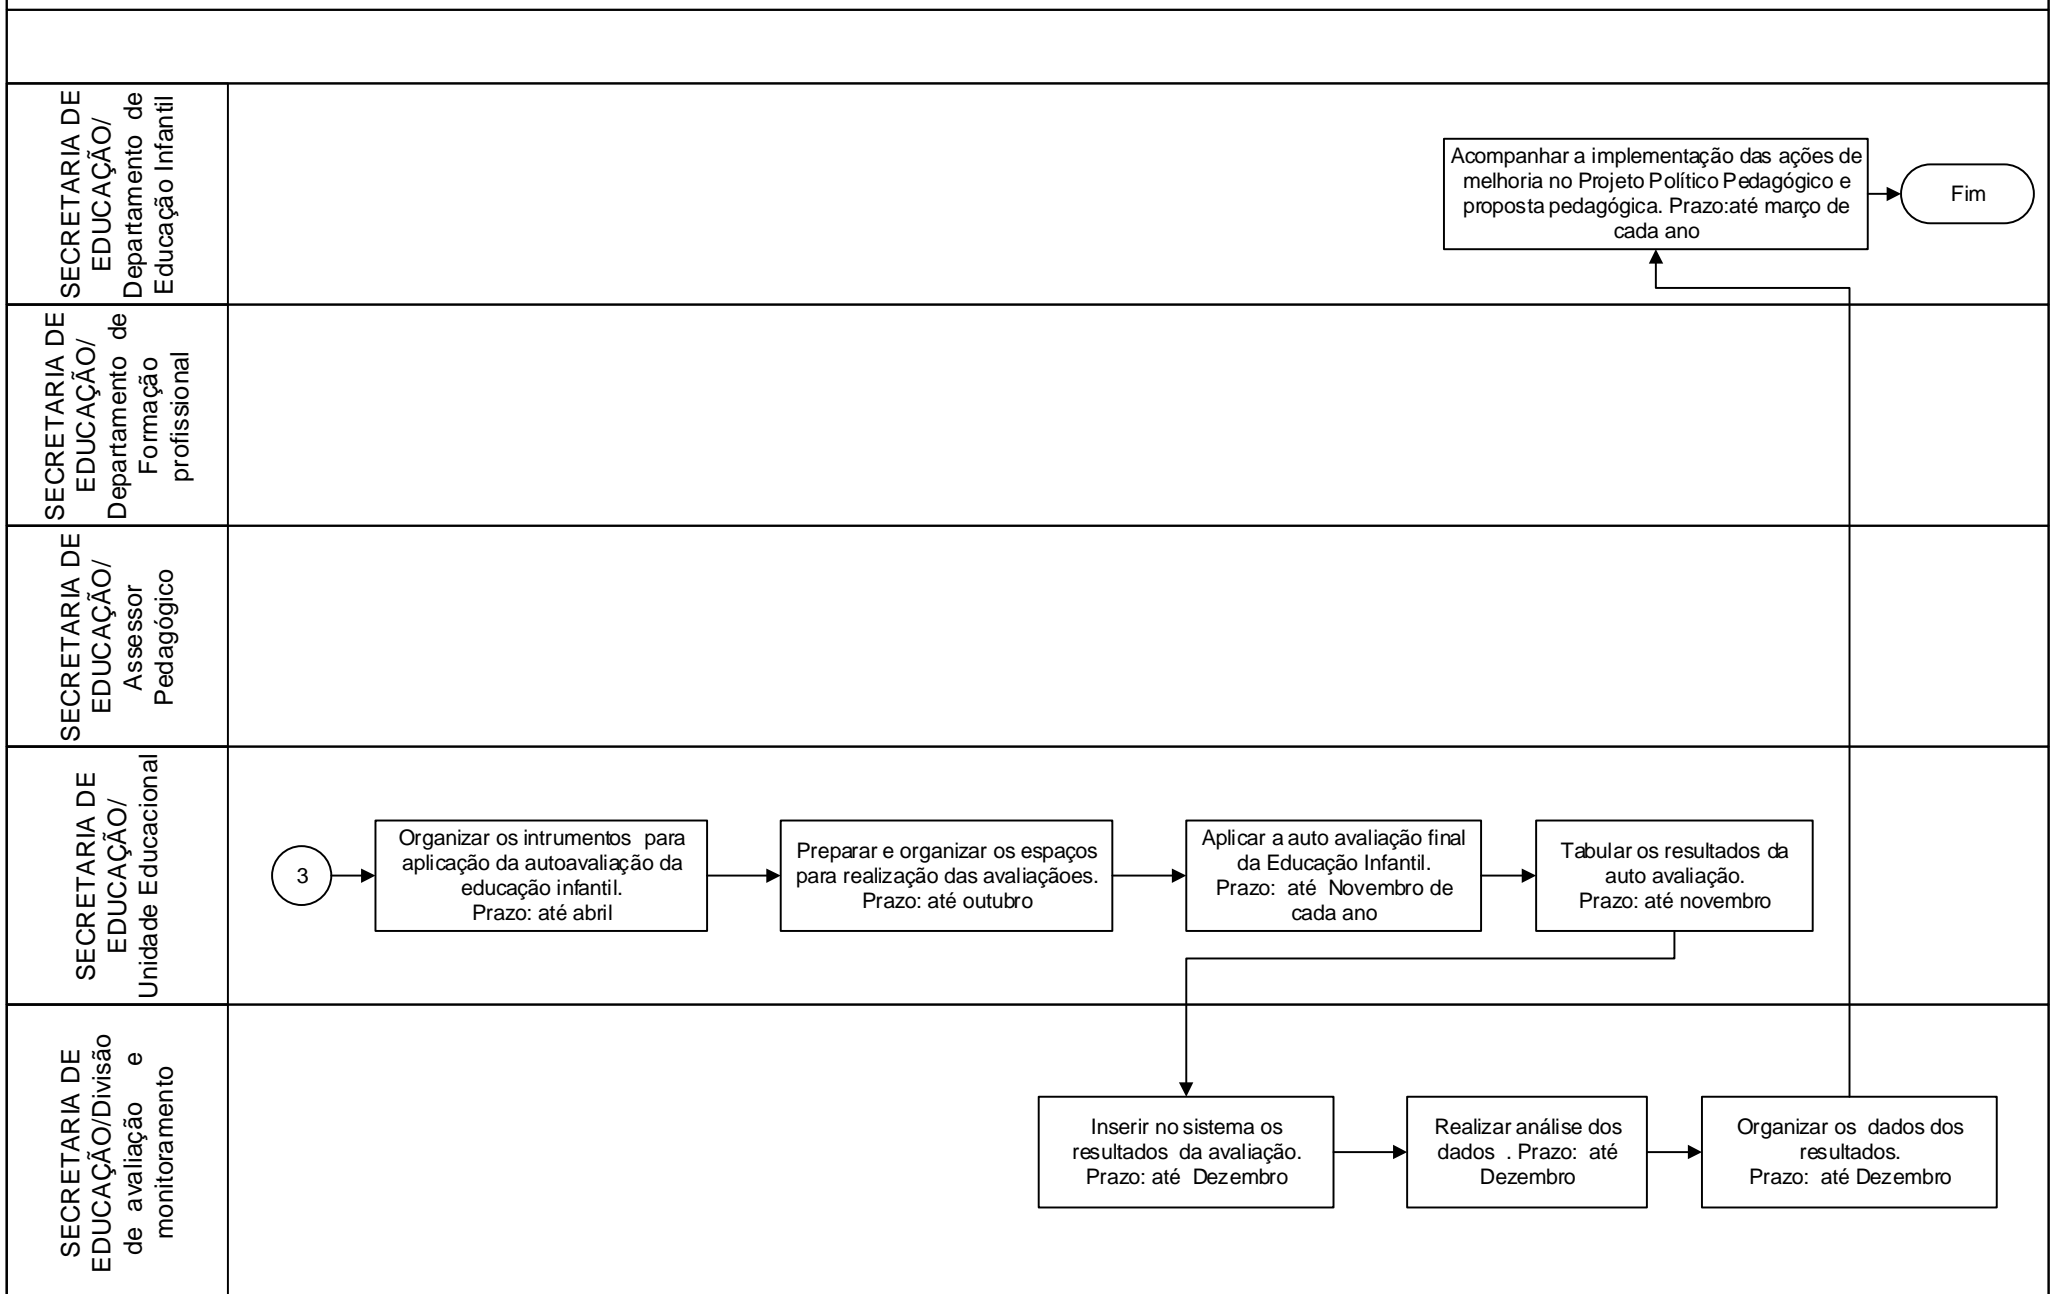 SECRETARIA DE
EDUCAÇÃO/
Departamento de
Educação Infantil
Acompanhar a implementação das ações de
melhoria no Projeto Político Pedagógico e
proposta pedagógica. Prazo:até março de
cada ano
Fim
SECRETARIA DE
EDUCAÇÃO/
Departamento de
Formação
profissional
SECRETARIA DE
EDUCAÇÃO/
Assessor
Pedagógico
SECRETARIA DE
EDUCAÇÃO/
Unidade Educacional
3
Organizar os intrumentos para
aplicação da autoavaliação da
educação infantil.
Prazo: até abril
Preparar e organizar os espaços
para realização das avaliaçãoes.
Prazo: até outubro
Aplicar a auto avaliação final
da Educação Infantil.
Prazo: até Novembro de
cada ano
Tabular os resultados da
auto avaliação.
Prazo: até novembro
SECRETARIA DE
EDUCAÇÃO/Divisão
de avaliação e
monitoramento
Inserir no sistema os
resultados da avaliação.
Prazo: até Dezembro
Realizar análise dos
dados . Prazo: até
Dezembro
Organizar os dados dos
resultados.
Prazo: até Dezembro